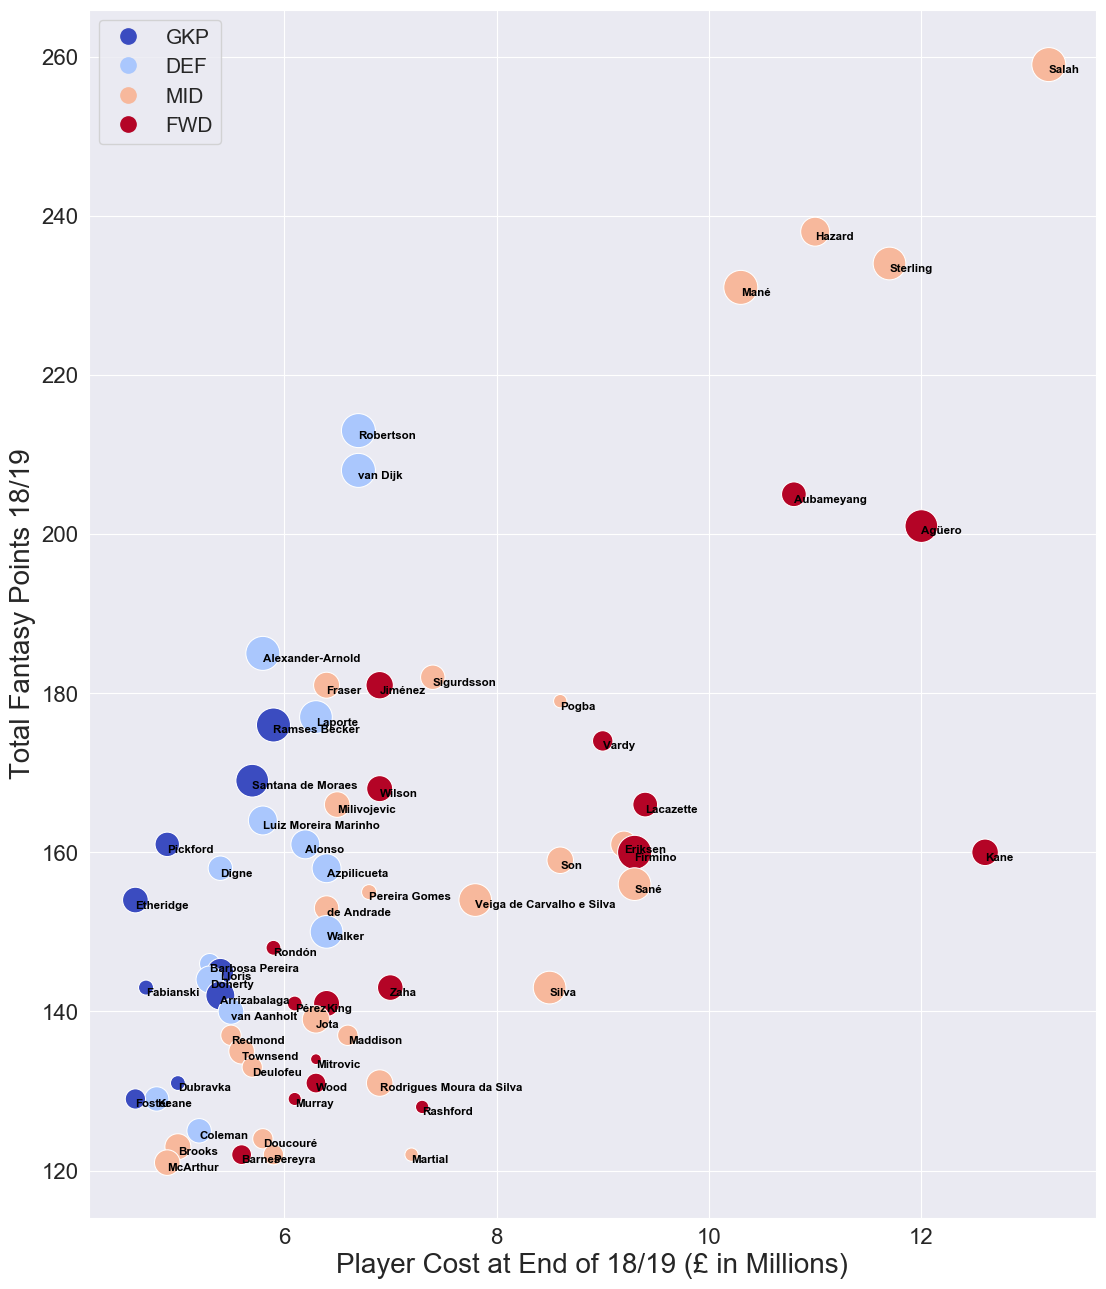 GKP
DEF
MID
FWD
Total Fantasy Points 18/19
260
240
220
200
180
160
140
120
Salah
Hazard
Sterling
Mané
Robertson
van Dijk
Aubameyang
Agüero
Alexander-Arnold
Sigurdsson
Fraser
Jiménez
Pogba
Laporte
Ramses Becker
Vardy
Santana de Moraes
Wilson
Milivojevic
Lacazette
Luiz Moreira Marinho
Pickford
Alonso
Eriksen
Firmino
Kane
Son
Digne
Azpilicueta
Sané
Pereira Gomes
Etheridge
Veiga de Carvalho e Silva
de Andrade
Walker
Rondón
Barbosa Pereira
Lloris
Doherty
Fabianski
Zaha
Silva
Arrizabalaga
Pérez
King
van Aanholt
Jota
Redmond
Maddison
Townsend
Mitrovic
Deulofeu
Dubravka
Wood
Rodrigues Moura da Silva
Foster
Keane
Murray
Rashford
Coleman
Doucouré
Brooks
Barnes
Pereyra
Martial
McArthur
6
8
10
12
Player Cost at End of 18/19 (£ in Millions)